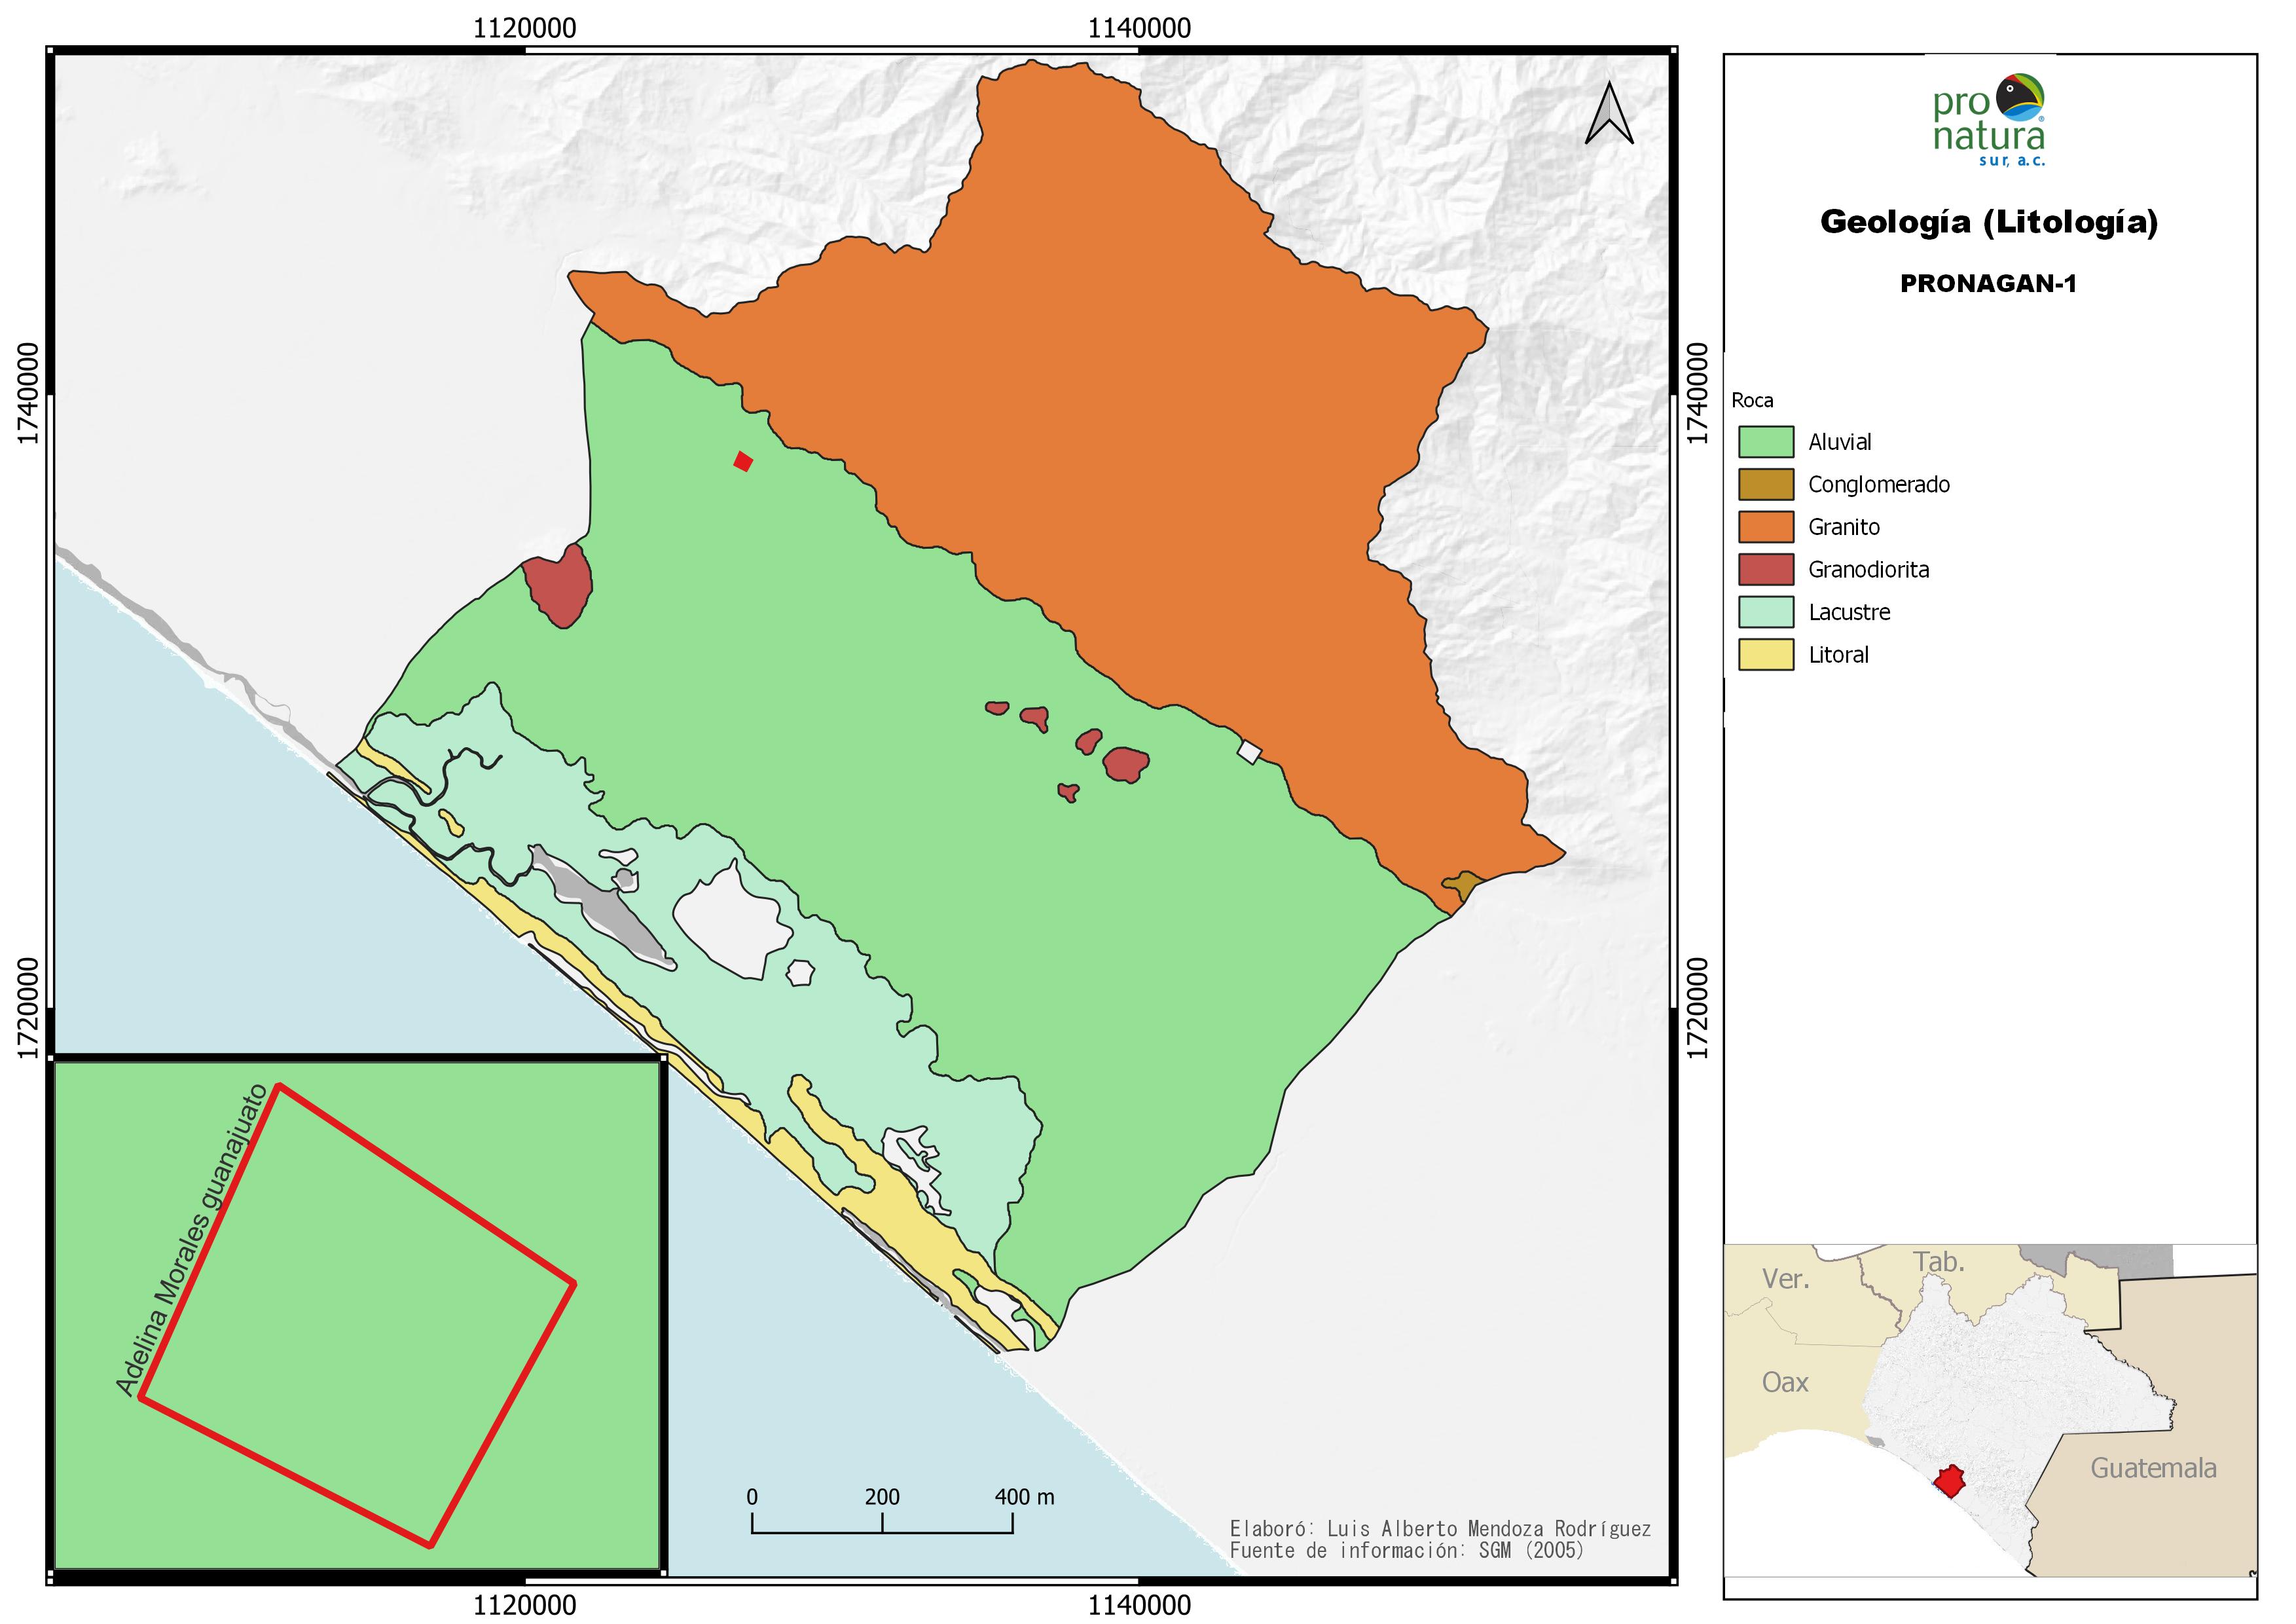 1120000
1140000
1740000
1740000
1720000
1720000
Adelina Morales guanajuato
0 200 400 m
Elaboró: Luis Alberto Mendoza Rodríguez
Fuente de información: SGM (2005)
1120000
1140000
pro
natura
sur, a.c.
Geología (Litología)
PRONAGAN-1
Roca
Aluvial
Conglomerado
Granito
Granodiorita
Lacustre
Litoral
Ver.
Tab.
Oax
Guatemala